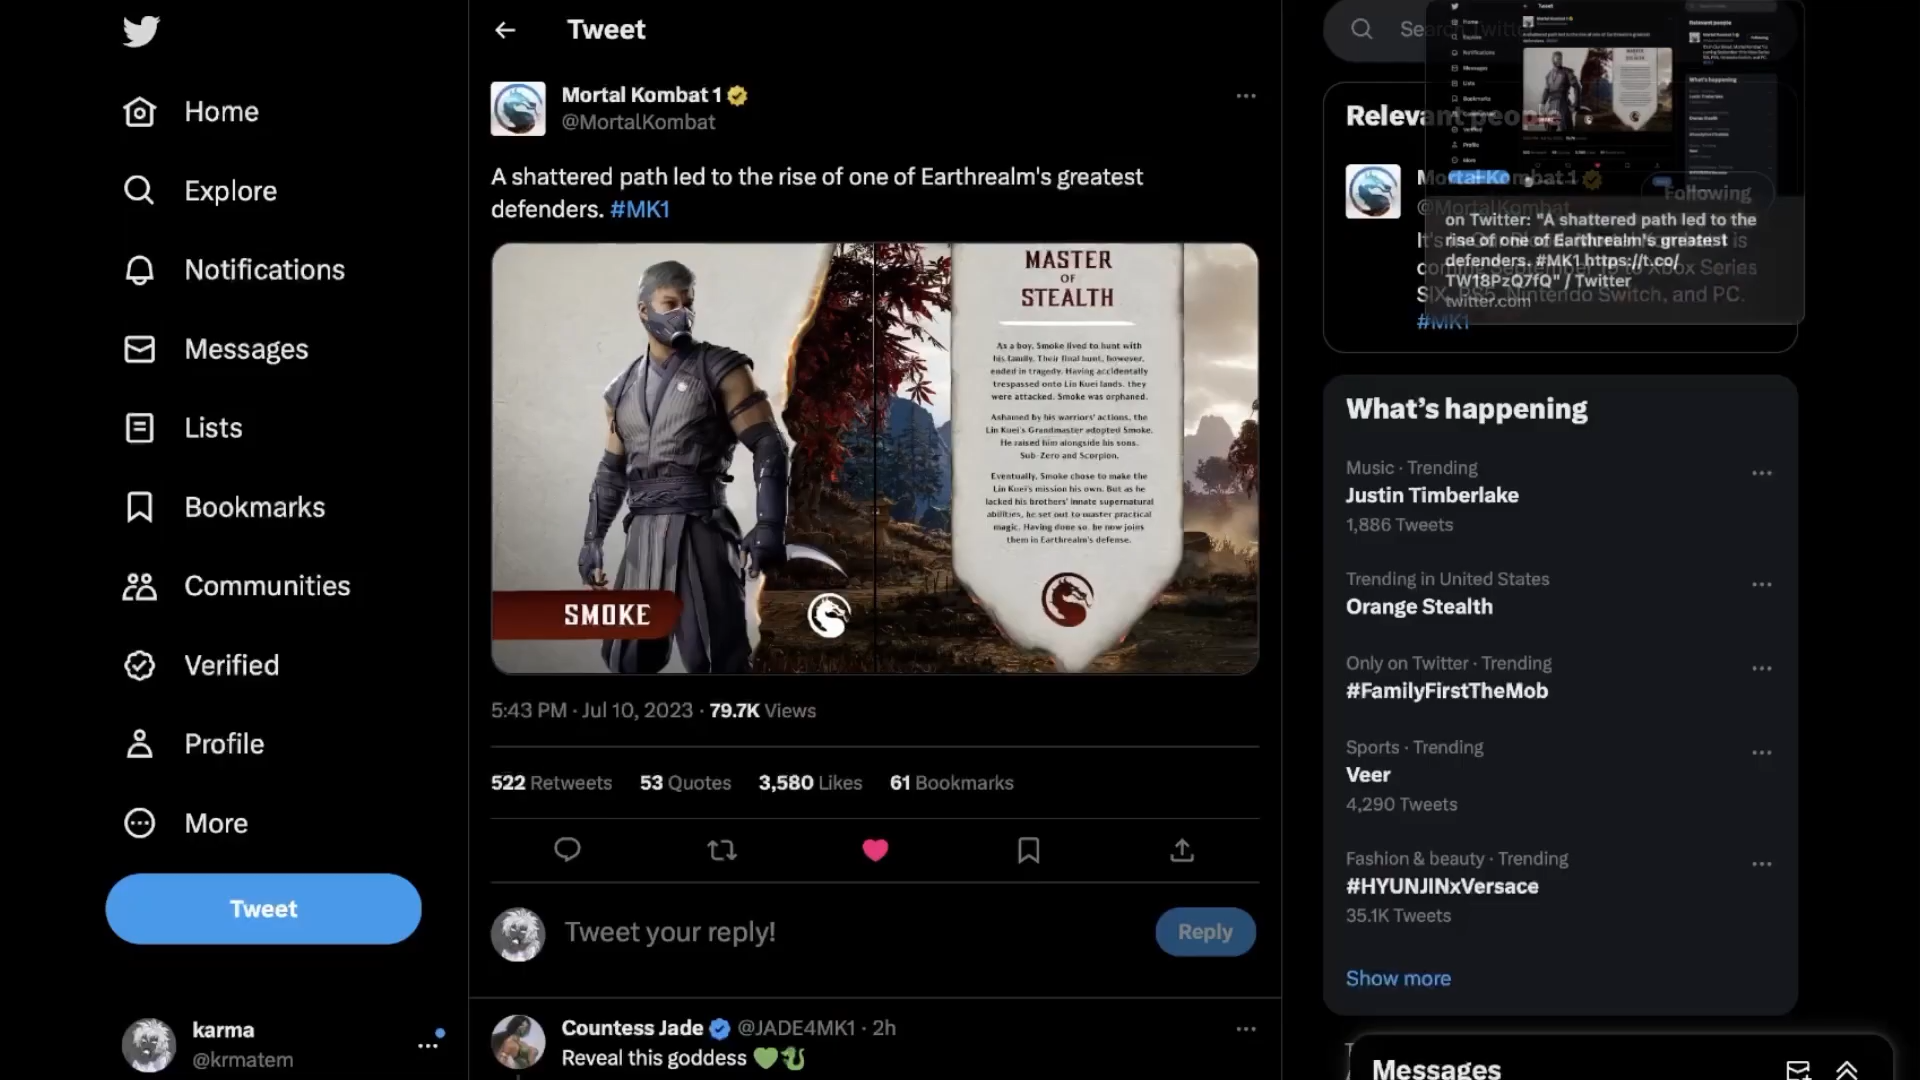 Home
Explore
Notifications
Messages
Lists
Bookmarks
Communities
Verified
Profile
More
Tweet
karma
@krmatem
Tweet
Mortal Kombat 1
@MortalKombat
A shattered path led to the rise of one of Earthrealm's greatest
defenders. #MK1
SMOKE
MASTER
OF
STEALTH
As a boy, Smoke lived to hunt with
his family. Their final hunt, however,
ended in tragedy. Having accidentally
trespassed onto Lin Kuei lands, they
were attacked. Smoke was orphaned.
Ashamed by his warriors' actions, the
Lin Kuei's Grandmaster adopted Smoke.
He raised him alongside his sons,
Sub-Zero and Scorpion.
Eventually, Smoke chose to make the
Lin Kuei's mission his own. But as he
lacked his brothers' innate supernatural
abilities, he set out to master practical
magic. Having done so, he now joins
them in Earthrealm's defense.
5:43 PM · Jul 10, 2023 · 79.7K Views
522 Retweets 53 Quotes 3,580 Likes 61 Bookmarks
Tweet your reply!
Reply
Countess Jade @JADE4MK1 · 2h
Reveal this goddess 💚🐉
Search Twitter
Relevant people
Mortal Kombat 1
@MortalKombat
Following
coming September
to Xbox Series
Nintendo Switch, and PC.
#MK1
on Twitter: "A shattered path led to the
rise of one of Earthrealm's greatest
defenders. #MK1 https://t.co/
TW18PzQ7fQ" / Twitter
twitter.com
What's happening
Music · Trending
Justin Timberlake
1,886 Tweets
Trending in United States
Orange Stealth
Only on Twitter · Trending
#FamilyFirstTheMob
Sports · Trending
Veer
4,290 Tweets
Fashion & beauty · Trending
#HYUNJINxVersace
35.1K Tweets
Show more
Messages